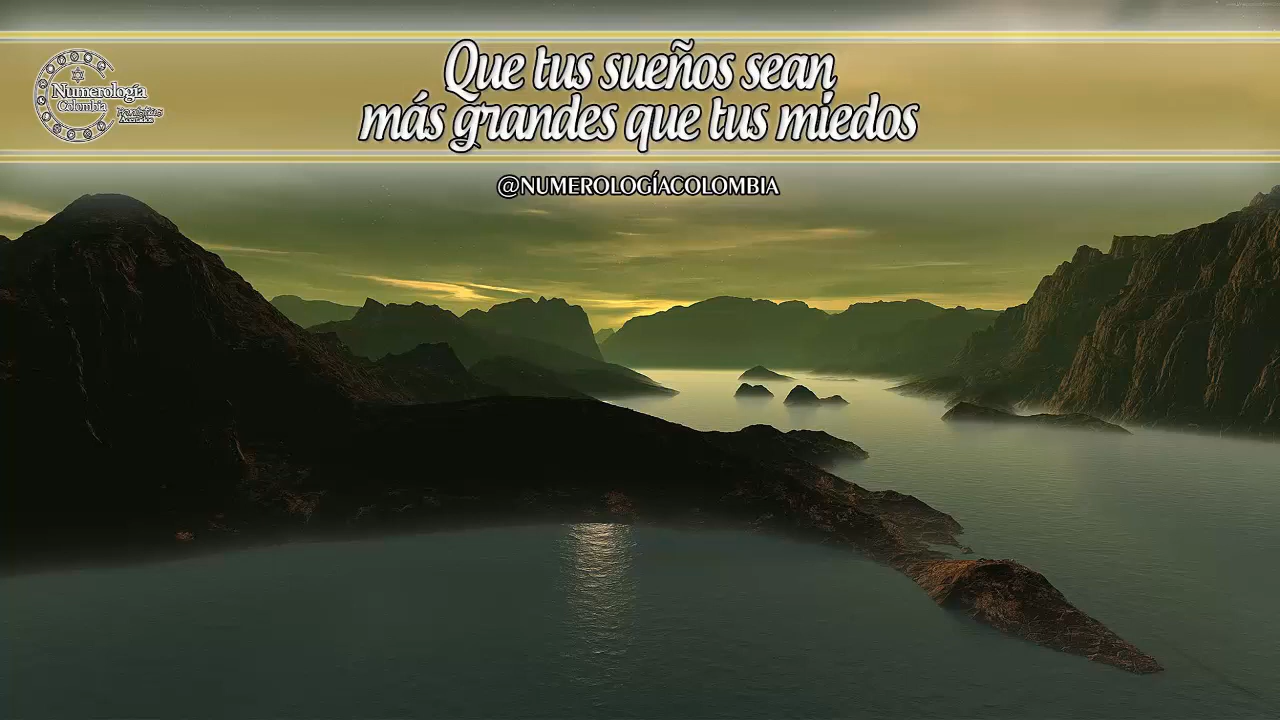 Numerología
Colombia
Que tus sueños sean
más grandes que tus miedos
@NUMEROLOGÍACOLOMBIA